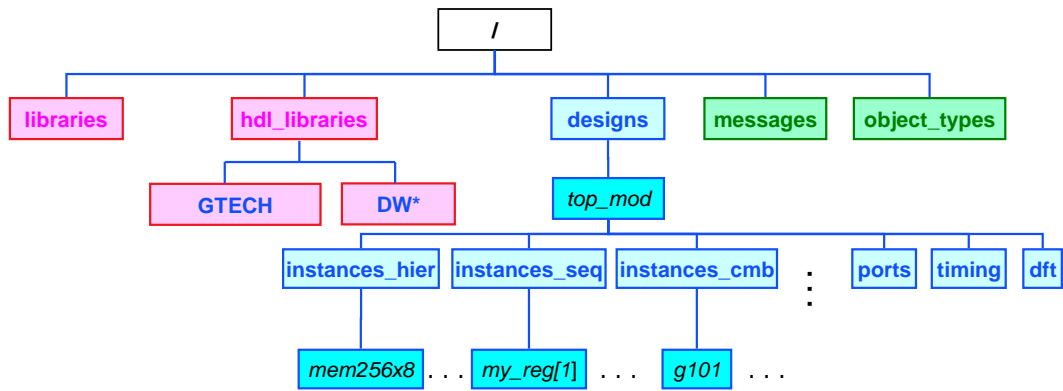 /
libraries
hdl_libraries
designs
messages
object_types
GTECH
DW*
top_mod
instances_hier
instances_seq
instances_cmb
ports
timing
dft
mem256x8 . . .
my_reg[1] . . .
g101 . . .